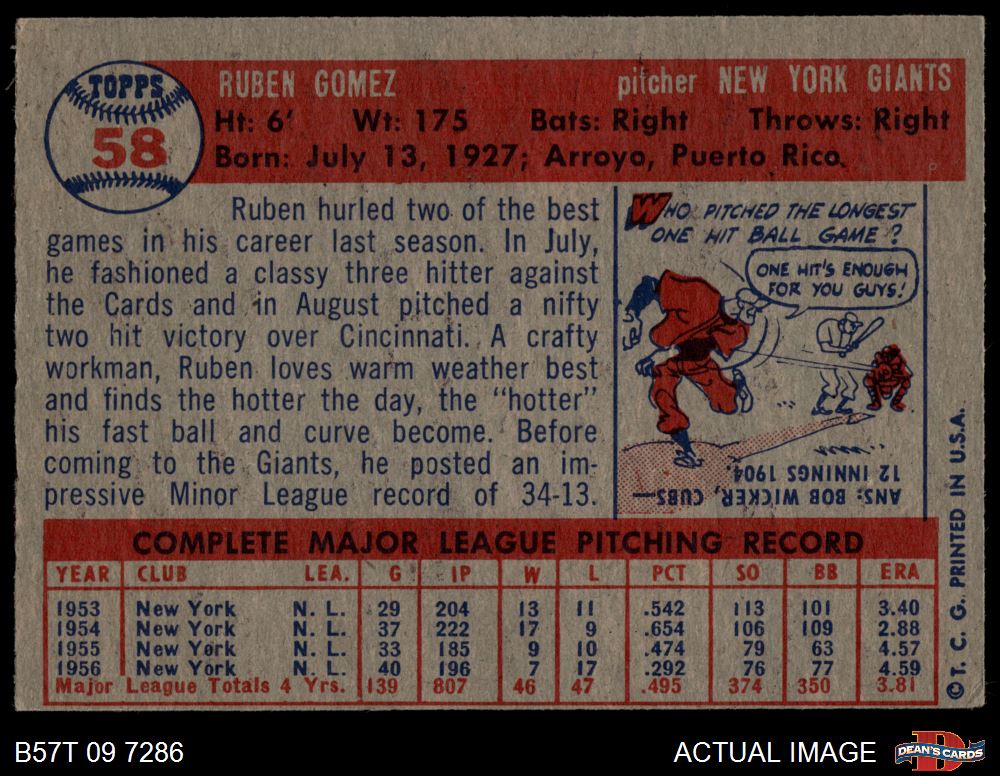 TOPPS
58
RUBEN GOMEZ pitcher NEW YORK GIANTS
Ht: 6' Wt: 175 Bats: Right Throws: Right
Born: July 13, 1927; Arroyo, Puerto Rico
Ruben hurled two of the best
games in his career last season. In July,
he fashioned a classy three hitter against
the Cards and in August pitched a nifty
two hit victory over Cincinnati. A crafty
workman, Ruben loves warm weather best
and finds the hotter the day, the "hotter"
his fast ball and curve become. Before
coming to the Giants, he posted an im-
pressive Minor League record of 34-13.
WHO PITCHED THE LONGEST
ONE HIT BALL GAME?
ONE HIT'S ENOUGH
FOR YOU GUYS!
ANS: BOB WICKER, CUBS—
12 INNINGS 1904
COMPLETE MAJOR LEAGUE PITCHING RECORD
YEAR CLUB LEA. G IP W L PCT SO BB ERA
1953 New York N. L. 29 204 13 11 .542 113 101 3.40
1954 New York N. L. 37 222 17 9 .654 106 109 2.88
1955 New York N. L. 33 185 9 10 .474 79 63 4.57
1956 New York N. L. 40 196 7 17 .292 76 77 4.59
Major League Totals 4 Yrs. 139 807 46 47 .495 374 350 3.81
©T. C. G. PRINTED IN U.S.A.
B57T 09 7286 ACTUAL IMAGE DEAN'S CARDS